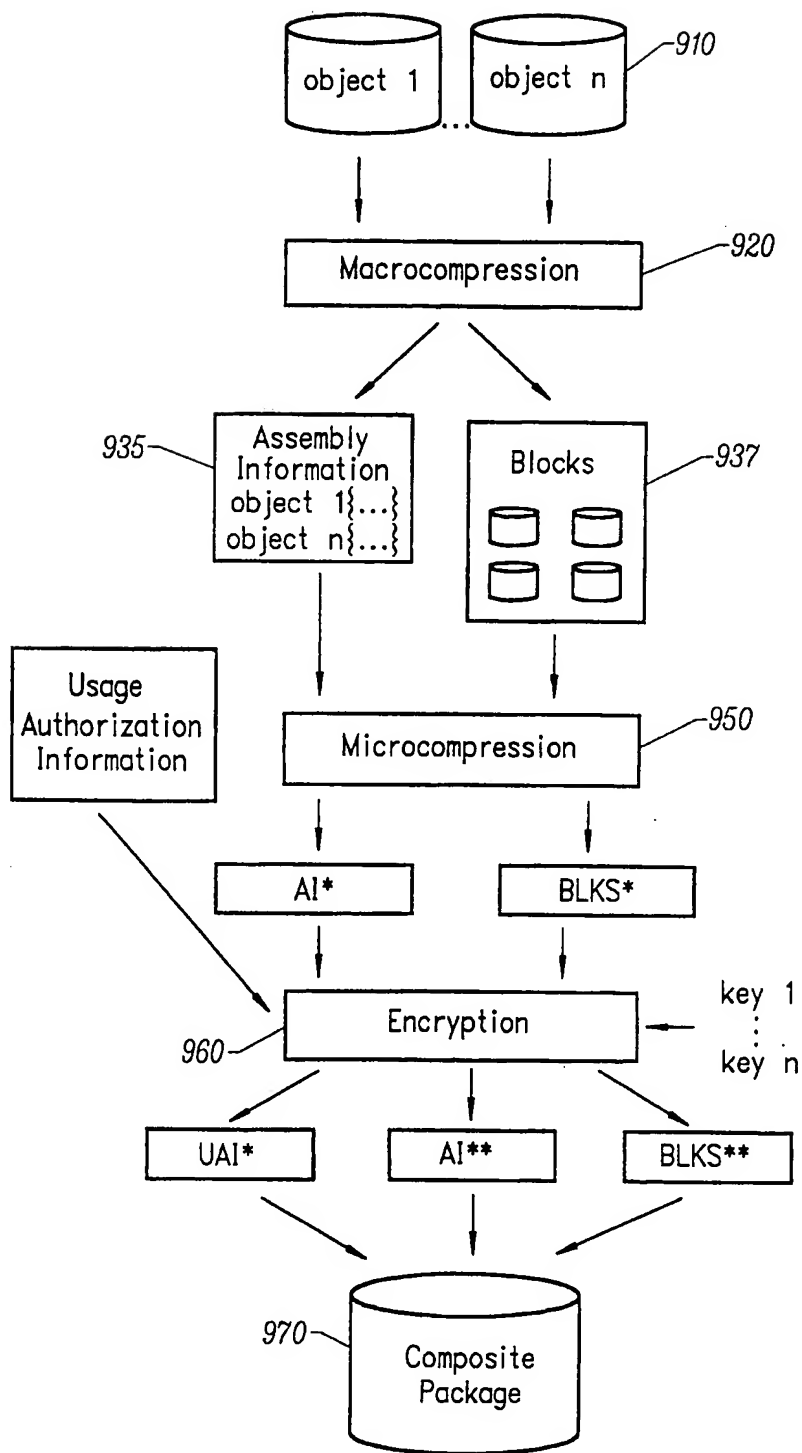 object 1
...
object n
910
Macrocompression
920
935
Assembly
Information
object 1{...}
object n{...}
Blocks
937
Usage
Authorization
Information
Microcompression
950
AI*
BLKS*
960
Encryption
key 1
key n
UAI*
AI**
BLKS**
970
Composite
Package